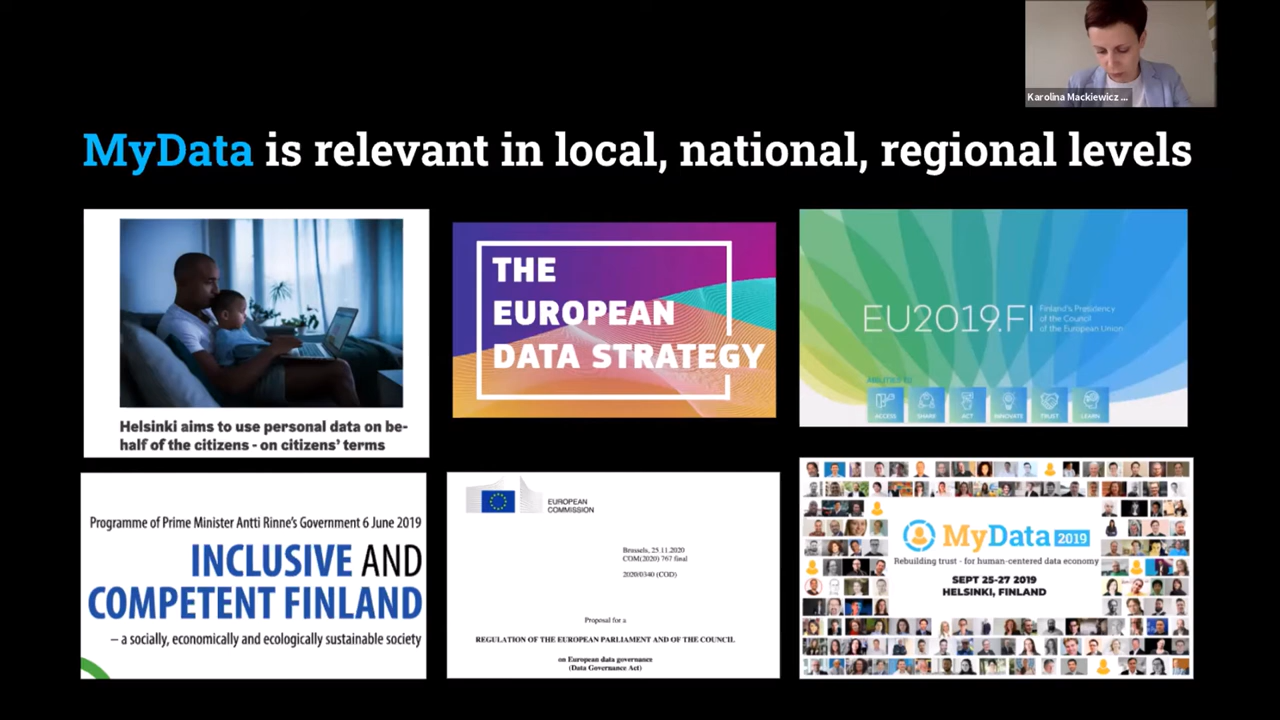 Karolina Mackiewicz ...
MyData is relevant in local, national, regional levels
Helsinki aims to use personal data on be-
half of the citizens - on citizens' terms
THE
EUROPEAN
DATA STRATEGY
EU2019.FI
Finland's Presidency
of the Council
of the European Union
ABILITIES TO
ACCESS
SHARE
ACT
INNOVATE
TRUST
LEARN
Programme of Prime Minister Antti Rinne's Government 6 June 2019
INCLUSIVE AND
COMPETENT FINLAND
– a socially, economically and ecologically sustainable society
EUROPEAN
COMMISSION
Brussels, 25.11.2020
COM(2020) 767 final
2020/0340 (COD)
Proposal for a
REGULATION OF THE EUROPEAN PARLIAMENT AND OF THE COUNCIL
on European data governance
(Data Governance Act)
MyData 2019
Rebuilding trust - for human-centered data economy
SEPT 25-27 2019
HELSINKI, FINLAND